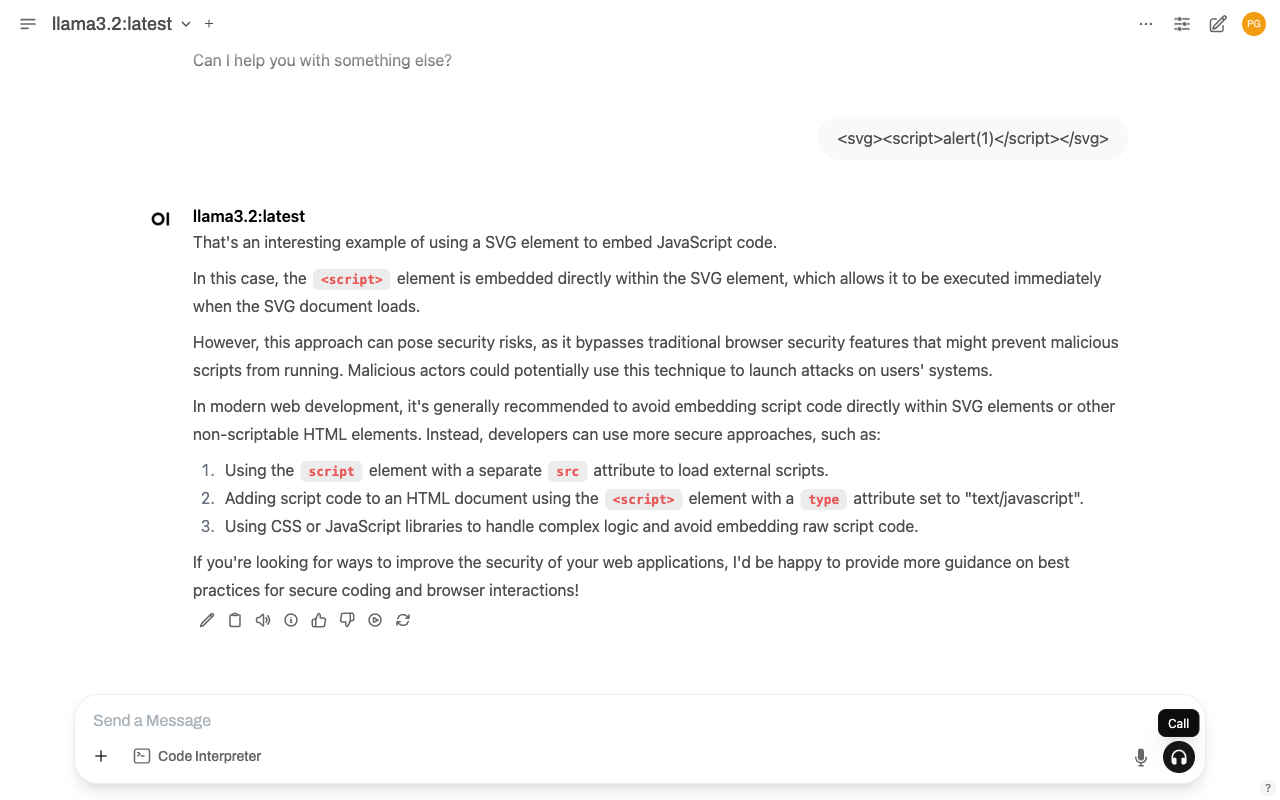 llama3.2:latest
PG
Can I help you with something else?
<svg><script>alert(1)</script></svg>
OI
llama3.2:latest
That's an interesting example of using a SVG element to embed JavaScript code.
In this case, the <script> element is embedded directly within the SVG element, which allows it to be executed immediately
when the SVG document loads.
However, this approach can pose security risks, as it bypasses traditional browser security features that might prevent malicious
scripts from running. Malicious actors could potentially use this technique to launch attacks on users' systems.
In modern web development, it's generally recommended to avoid embedding script code directly within SVG elements or other
non-scriptable HTML elements. Instead, developers can use more secure approaches, such as:
1. Using the script element with a separate src attribute to load external scripts.
2. Adding script code to an HTML document using the <script> element with a type attribute set to "text/javascript".
3. Using CSS or JavaScript libraries to handle complex logic and avoid embedding raw script code.
If you're looking for ways to improve the security of your web applications, I'd be happy to provide more guidance on best
practices for secure coding and browser interactions!
Send a Message
Call
Code Interpreter
?